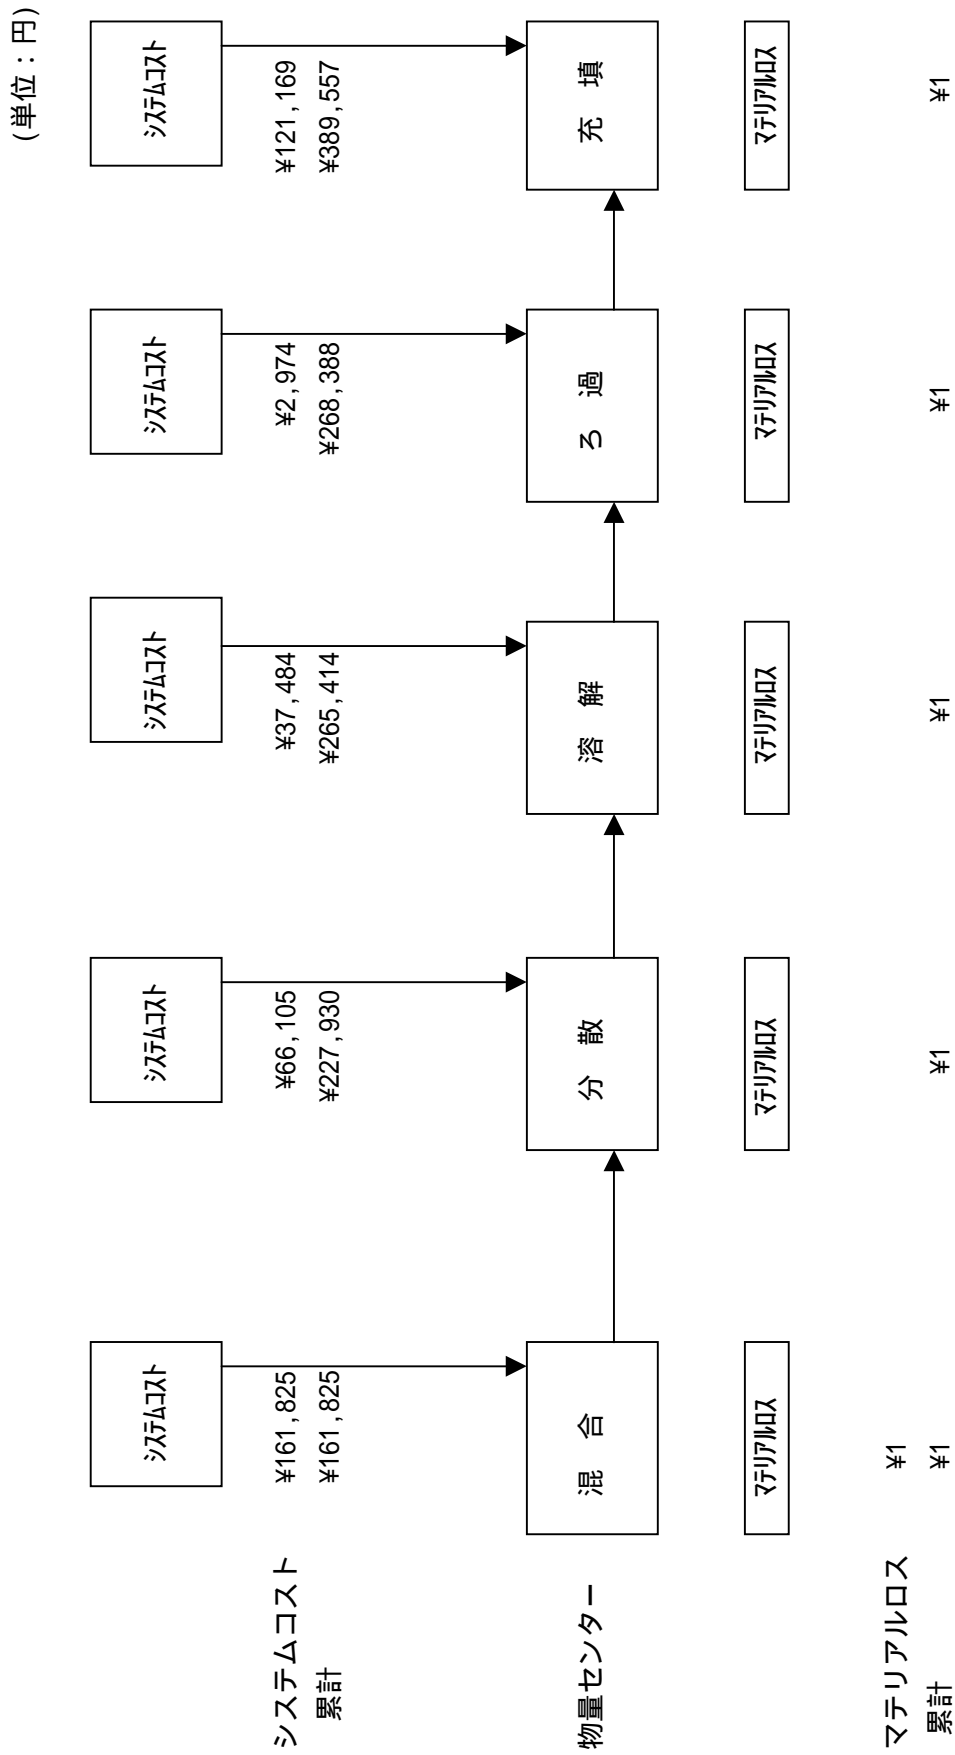 (単位：円)
システムコスト
システムコスト
システムコスト
システムコスト
システムコスト
システムコスト ¥161,825 ¥66,105 ¥37,484 ¥2,974 ¥121,169
累計 ¥161,825 ¥227,930 ¥265,414 ¥268,388 ¥389,557
物量センター 混合 分散 溶解 ろ過 充填
マテリアルロス
マテリアルロス
マテリアルロス
マテリアルロス
マテリアルロス
マテリアルロス ¥1
累計 ¥1 ¥1 ¥1 ¥1 ¥1